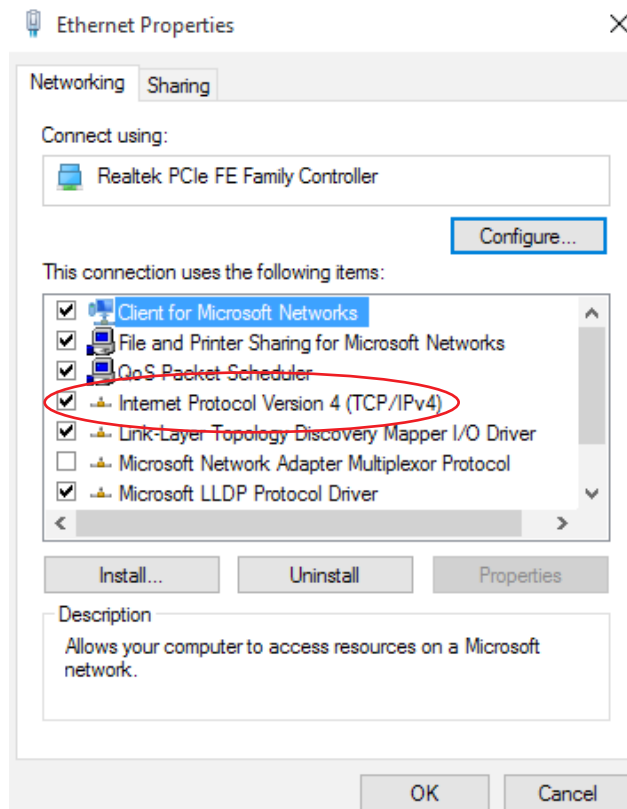 Ethernet Properties
Networking
Sharing
Connect using:
Realtek PCIe FE Family Controller
Configure...
This connection uses the following items:
Client for Microsoft Networks
File and Printer Sharing for Microsoft Networks
QoS Packet Scheduler
Internet Protocol Version 4 (TCP/IPv4)
Link-Layer Topology Discovery Mapper I/O Driver
Microsoft Network Adapter Multiplexor Protocol
Microsoft LLDP Protocol Driver
Install...
Uninstall
Properties
Description
Allows your computer to access resources on a Microsoft
network.
OK
Cancel